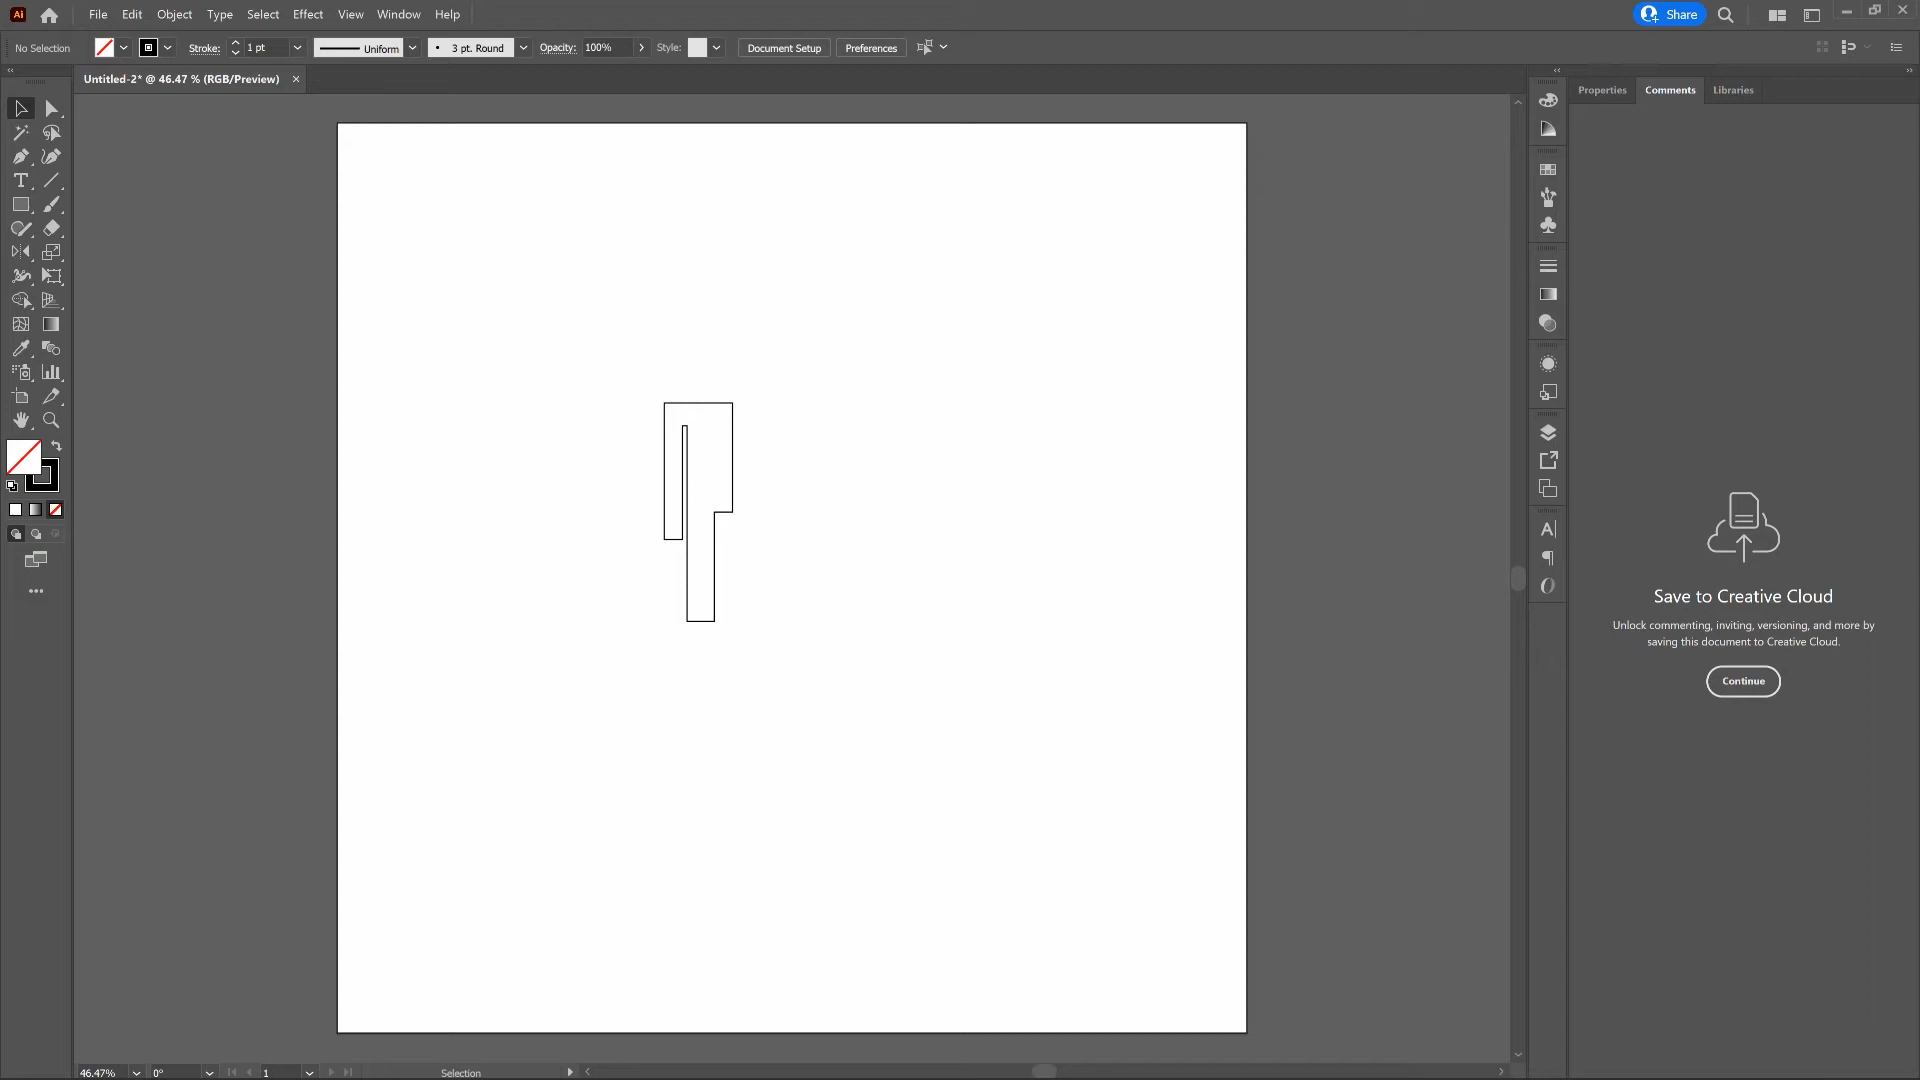 Ai File Edit Object Type Select Effect View Window Help Share
No Selection Stroke: 1 pt Uniform 3 pt. Round Opacity: 100% Style: Document Setup Preferences
Untitled-2* @ 46.47 % (RGB/Preview)
Properties Comments Libraries
Save to Creative Cloud
Unlock commenting, inviting, versioning, and more by
saving this document to Creative Cloud.
Continue
46.47% 0° 1 Selection